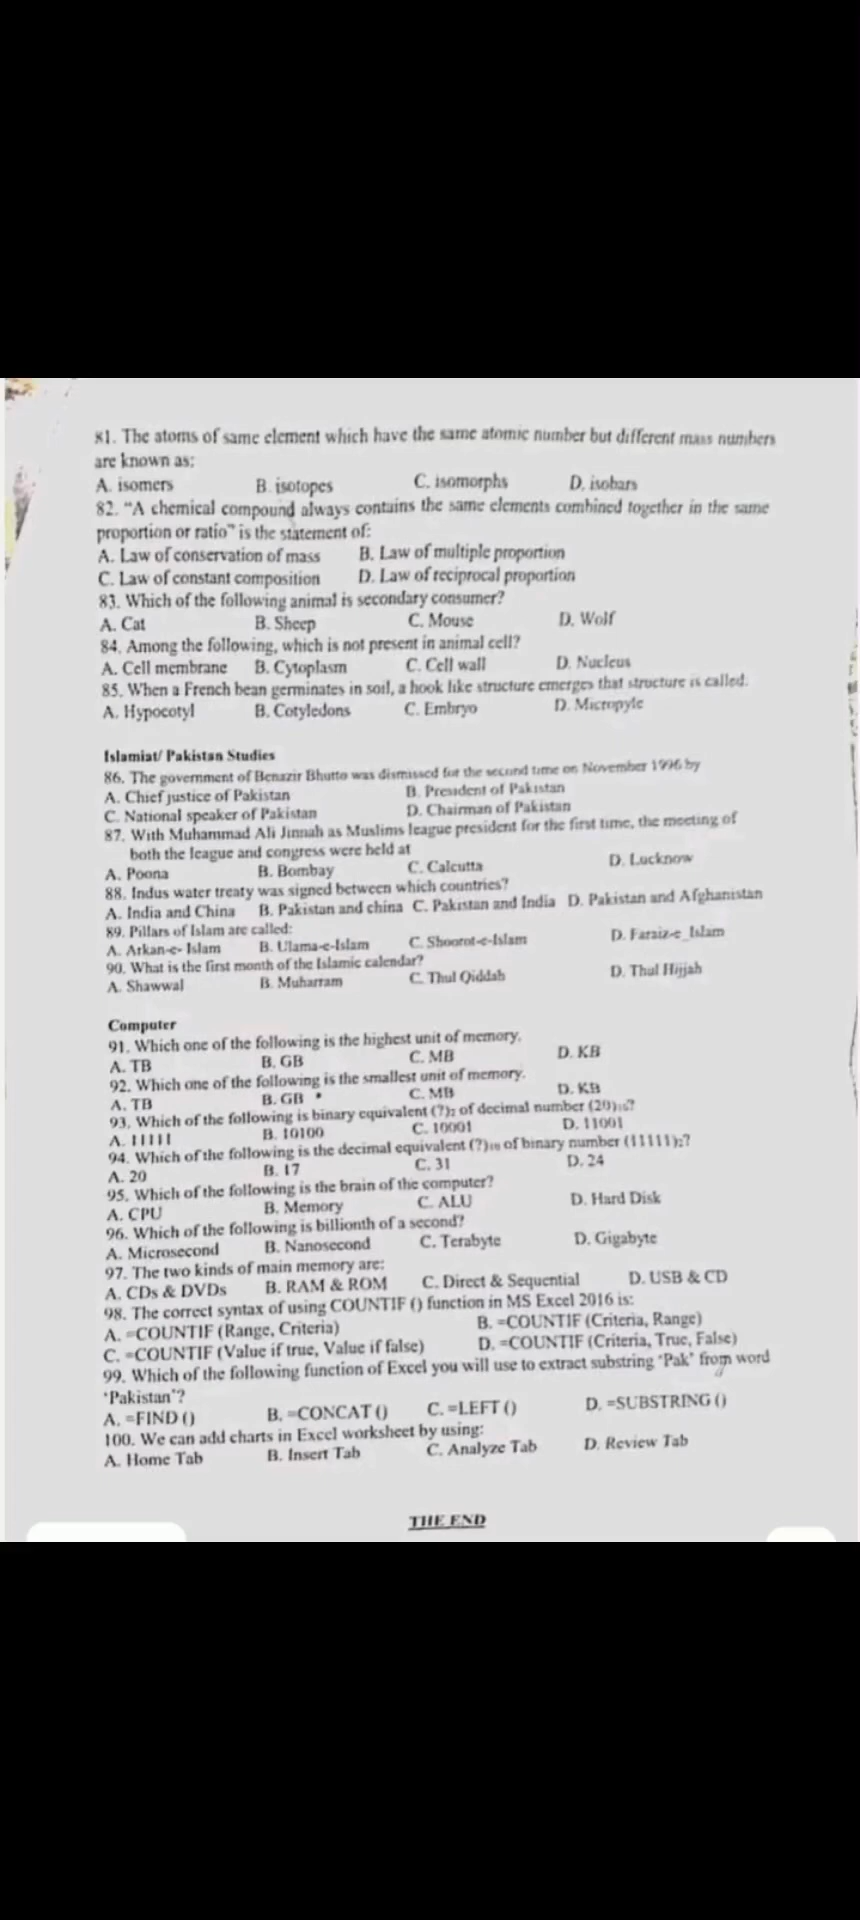 81. The atoms of same element which have the same atomic number but different mass numbers
are known as:
A. isomers B. isotopes C. isomorphs D. isobars
82. "A chemical compound always contains the same elements combined together in the same
proportion or ratio" is the statement of:
A. Law of conservation of mass B. Law of multiple proportion
C. Law of constant composition D. Law of reciprocal proportion
83. Which of the following animal is secondary consumer?
A. Cat B. Sheep C. Mouse D. Wolf
84. Among the following, which is not present in animal cell?
A. Cell membrane B. Cytoplasm C. Cell wall D. Nucleus
85. When a French bean germinates in soil, a hook like structure emerges that structure is called.
A. Hypocotyl B. Cotyledons C. Embryo D. Micropyle
Islamiat/ Pakistan Studies
86. The government of Benazir Bhutto was dismissed for the second time on November 1996 by
A. Chief justice of Pakistan B. President of Pakistan
C. National speaker of Pakistan D. Chairman of Pakistan
87. With Muhammad Ali Jinnah as Muslims league president for the first time, the meeting of
both the league and congress were held at
A. Poona B. Bombay C. Calcutta D. Lucknow
88. Indus water treaty was signed between which countries?
A. India and China B. Pakistan and china C. Pakistan and India D. Pakistan and Afghanistan
89. Pillars of Islam are called:
A. Arkan-e- Islam B. Ulama-e-Islam C. Shoorot-e-Islam D. Faraiz-e_Islam
90. What is the first month of the Islamic calendar?
A. Shawwal B. Muharram C. Thul Qiddah D. Thul Hijjah
Computer
91. Which one of the following is the highest unit of memory.
A. TB B. GB C. MB D. KB
92. Which one of the following is the smallest unit of memory.
A. TB B. GB C. MB D. KB
93. Which of the following is binary equivalent (?)₂ of decimal number (20)₁₀?
A. 11111 B. 10100 C. 10001 D. 11001
94. Which of the following is the decimal equivalent (?)₁₀ of binary number (11111)₂?
A. 20 B. 17 C. 31 D. 24
95. Which of the following is the brain of the computer?
A. CPU B. Memory C. ALU D. Hard Disk
96. Which of the following is billionth of a second?
A. Microsecond B. Nanosecond C. Terabyte D. Gigabyte
97. The two kinds of main memory are:
A. CDs & DVDs B. RAM & ROM C. Direct & Sequential D. USB & CD
98. The correct syntax of using COUNTIF () function in MS Excel 2016 is:
A. =COUNTIF (Range, Criteria) B. =COUNTIF (Criteria, Range)
C. =COUNTIF (Value if true, Value if false) D. =COUNTIF (Criteria, True, False)
99. Which of the following function of Excel you will use to extract substring 'Pak' from word
'Pakistan'?
A. =FIND () B. =CONCAT () C. =LEFT () D. =SUBSTRING ()
100. We can add charts in Excel worksheet by using:
A. Home Tab B. Insert Tab C. Analyze Tab D. Review Tab
THE END